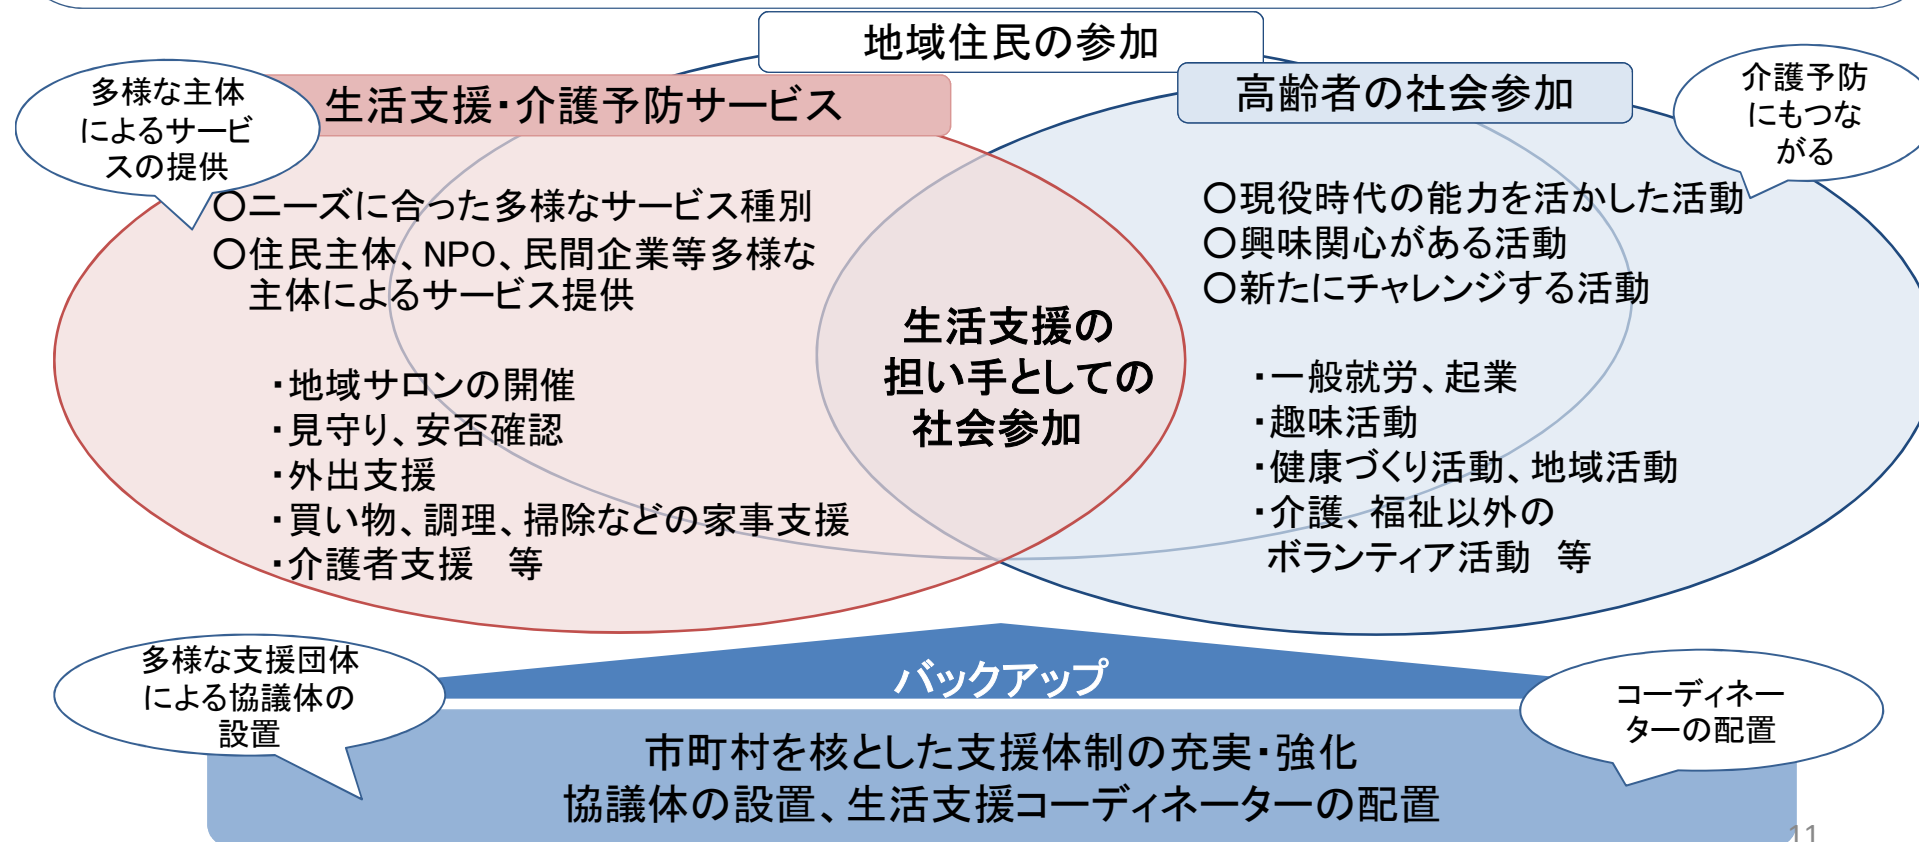 地域住民の参加
多様な主体
によるサービ
スの提供
生活支援・介護予防サービス
高齢者の社会参加
介護予防
にもつな
がる
○ニーズに合った多様なサービス種別
○住民主体、NPO、民間企業等多様な
主体によるサービス提供
・地域サロンの開催
・見守り、安否確認
・外出支援
・買い物、調理、掃除などの家事支援
・介護者支援　等
生活支援の
担い手としての
社会参加
○現役時代の能力を活かした活動
○興味関心がある活動
○新たにチャレンジする活動
・一般就労、起業
・趣味活動
・健康づくり活動、地域活動
・介護、福祉以外の
ボランティア活動　等
多様な支援団体
による協議体の
設置
バックアップ
コーディネー
ターの配置
市町村を核とした支援体制の充実・強化
協議体の設置、生活支援コーディネーターの配置
11